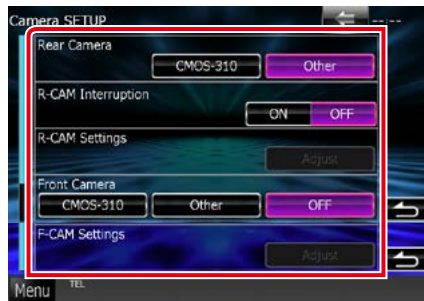 Camera SETUP
--:--
Rear Camera
CMOS-310 Other
R-CAM Interruption
ON OFF
R-CAM Settings
Adjust
Front Camera
CMOS-310 Other OFF
F-CAM Settings
Adjust
Menu TEL